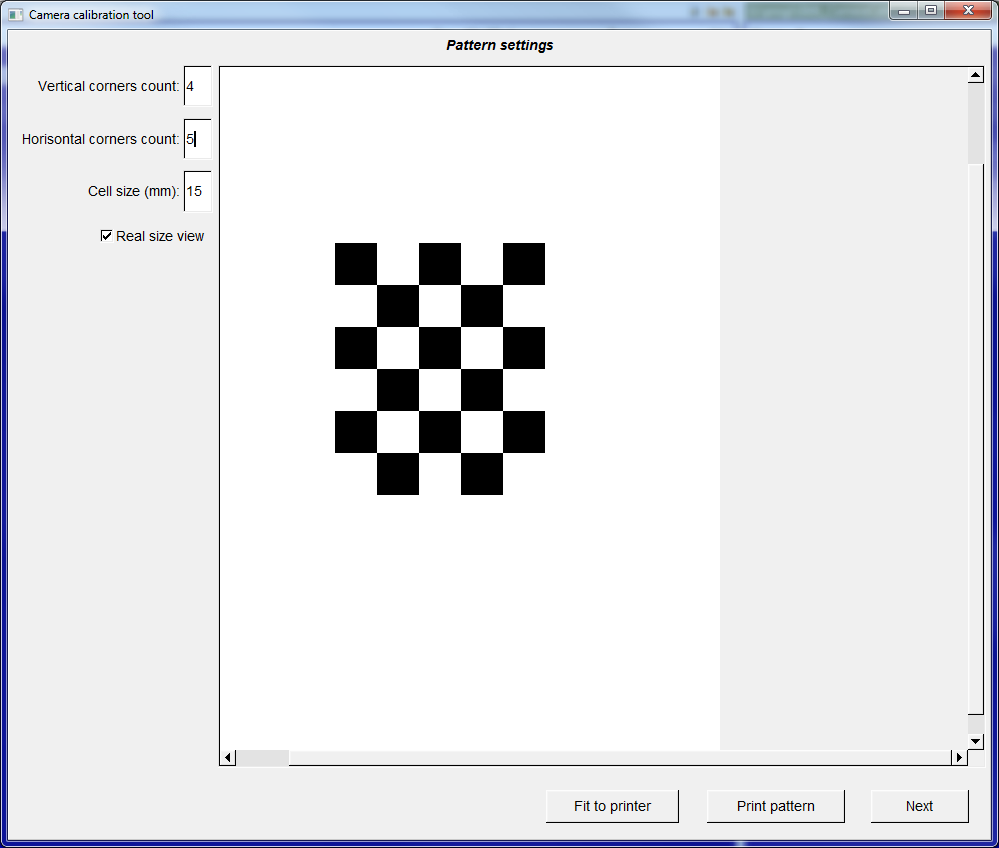 Camera calibration tool
Pattern settings
Vertical corners count: 4
Horisontal corners count: 5
Cell size (mm): 15
Real size view
Fit to printer
Print pattern
Next